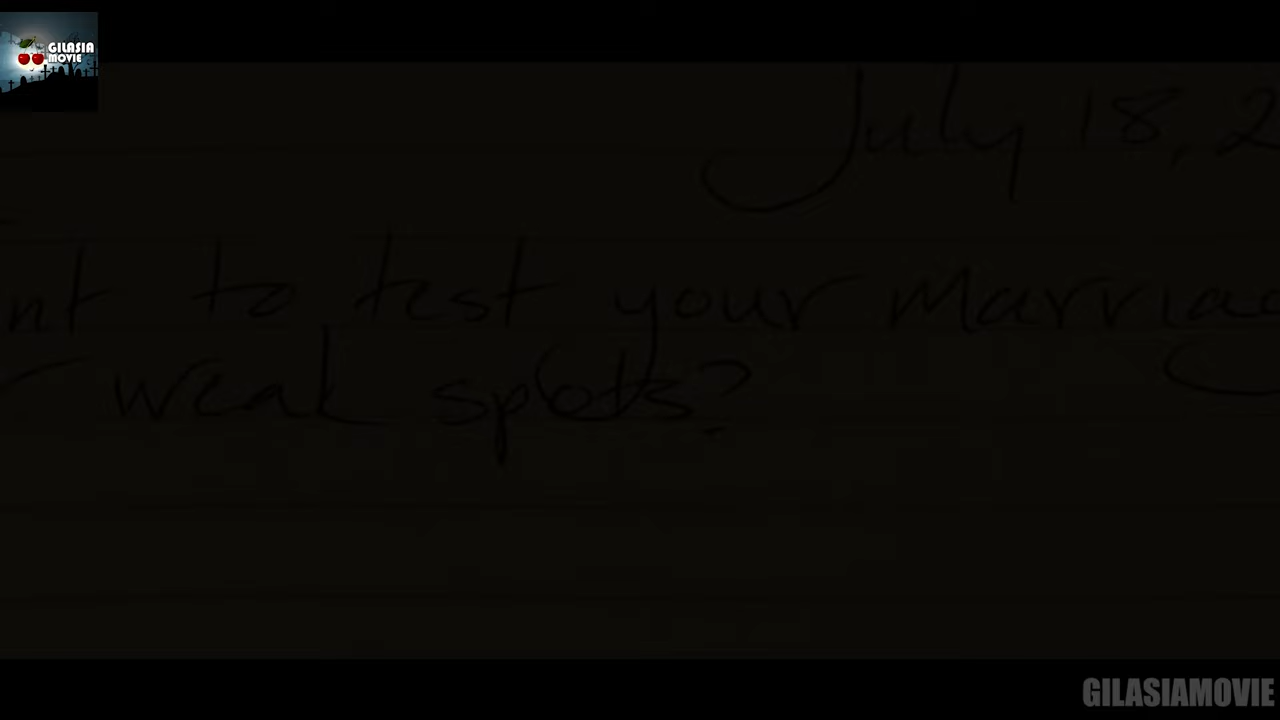 GILASIA
MOVIE
July 18, 2
nt to test your Marriag
r weak spots?
GILASIAMOVIE